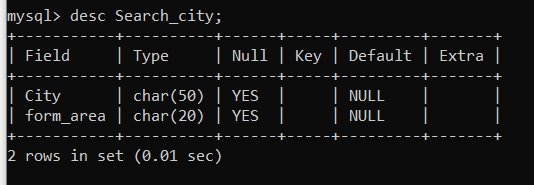 mysql> desc Search_city;
+-----------+----------+------+-----+---------+-------+
| Field     | Type     | Null | Key | Default | Extra |
+-----------+----------+------+-----+---------+-------+
| City      | char(50) | YES  |     | NULL    |       |
| form_area | char(20) | YES  |     | NULL    |       |
+-----------+----------+------+-----+---------+-------+
2 rows in set (0.01 sec)